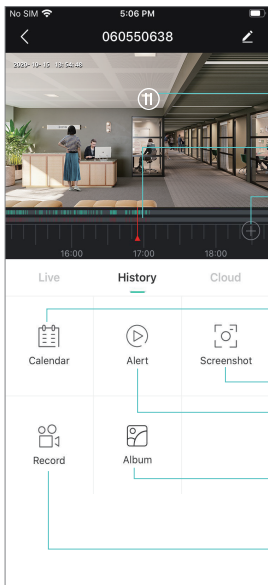 No SIM 5:06 PM
060550638
2020-10-15 16:54:48
16:00 17:00 18:00
Live History Cloud
Calendar Alert Screenshot
Record Album